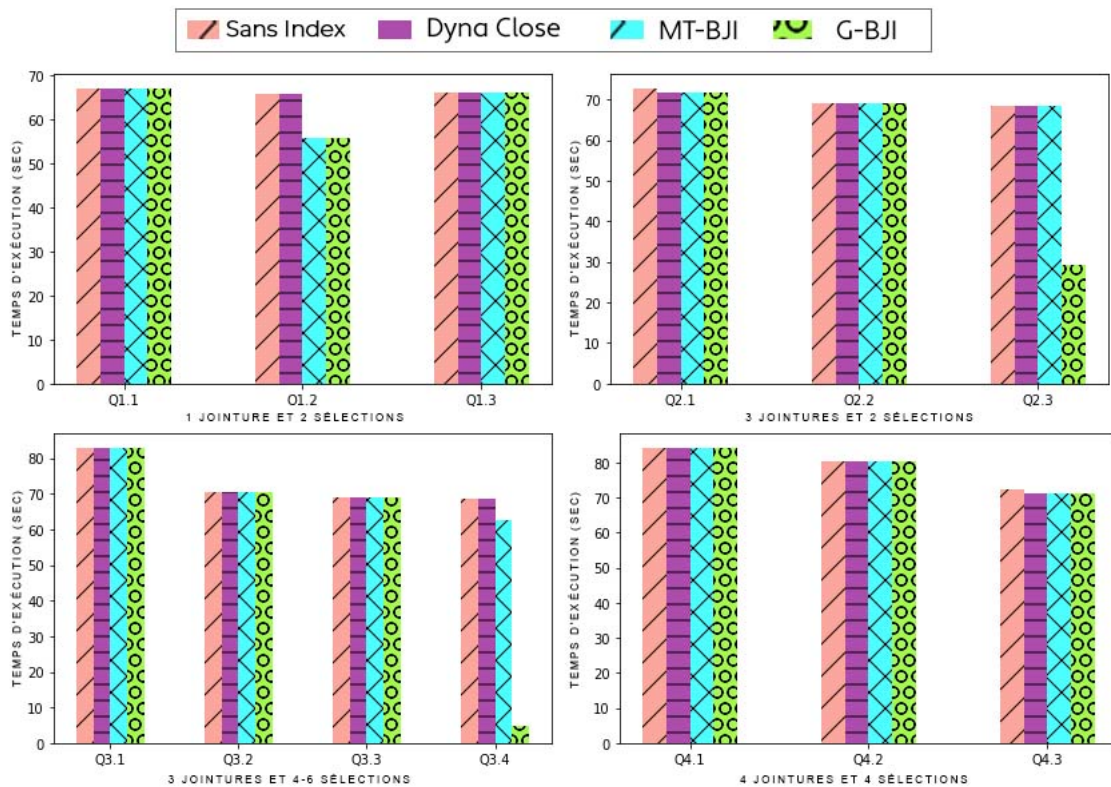 Sans Index Dyna Close MT-BJI G-BJI
TEMPS D'EXÉCUTION (SEC)
70
60
50
40
30
20
10
0
Q1.1 Q1.2 Q1.3
1 JOINTURE ET 2 SÉLECTIONS
TEMPS D'EXÉCUTION (SEC)
70
60
50
40
30
20
10
0
Q2.1 Q2.2 Q2.3
3 JOINTURES ET 2 SÉLECTIONS
TEMPS D'EXÉCUTION (SEC)
80
70
60
50
40
30
20
10
0
Q3.1 Q3.2 Q3.3 Q3.4
3 JOINTURES ET 4-6 SÉLECTIONS
TEMPS D'EXÉCUTION (SEC)
80
70
60
50
40
30
20
10
0
Q4.1 Q4.2 Q4.3
4 JOINTURES ET 4 SÉLECTIONS